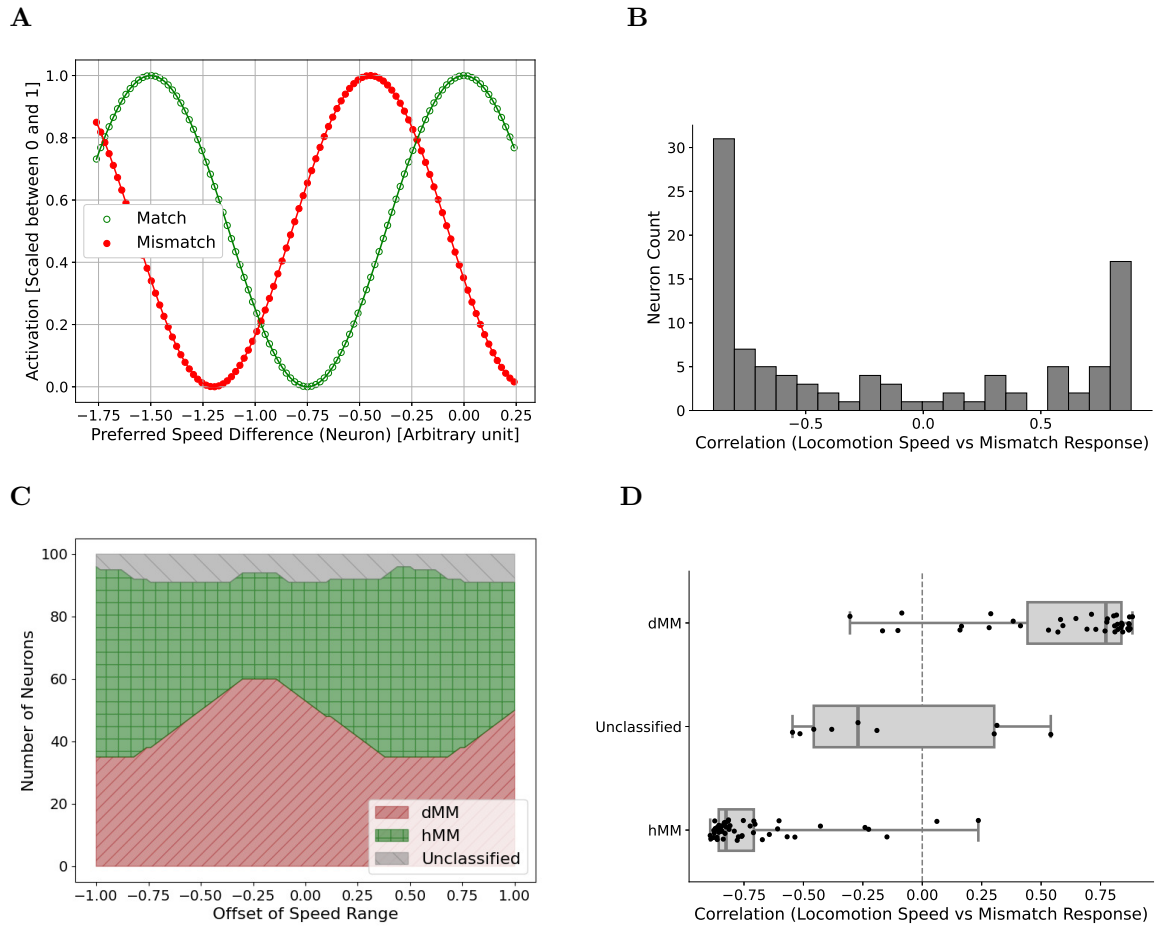 A
Activation [Scaled between 0 and 1]
1.0
0.8
0.6
0.4
0.2
0.0
Match
Mismatch
−1.75 −1.50 −1.25 −1.00 −0.75 −0.50 −0.25 0.00 0.25
Preferred Speed Difference (Neuron) [Arbitrary unit]
B
Neuron Count
30
25
20
15
10
5
0
−0.5 0.0 0.5
Correlation (Locomotion Speed vs Mismatch Response)
C
Number of Neurons
100
80
60
40
20
0
dMM
hMM
Unclassified
−1.00 −0.75 −0.50 −0.25 0.00 0.25 0.50 0.75 1.00
Offset of Speed Range
D
dMM
Unclassified
hMM
−0.75 −0.50 −0.25 0.00 0.25 0.50 0.75
Correlation (Locomotion Speed vs Mismatch Response)